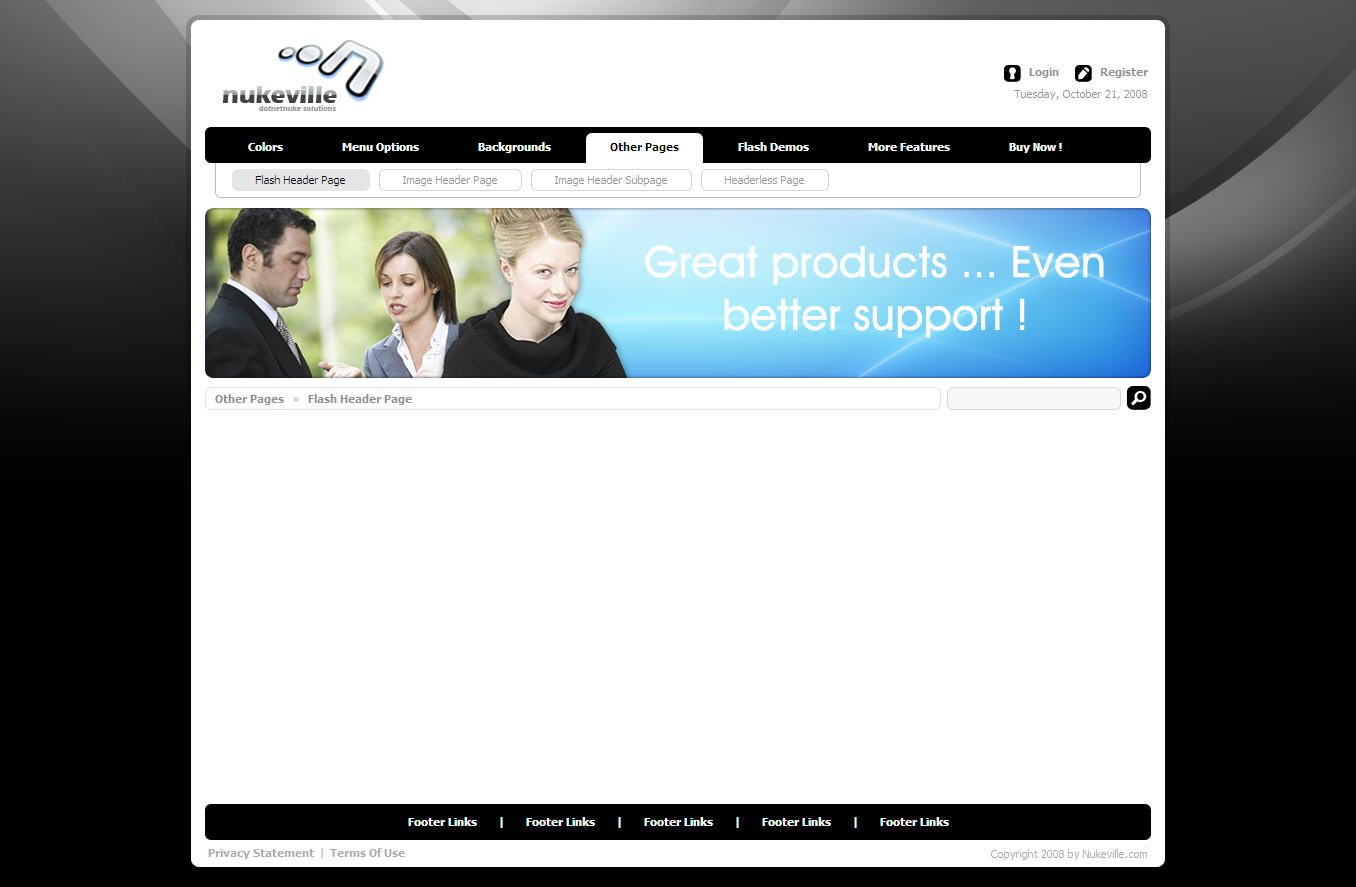 nukeville
dotnetnuke solutions
Login Register
Tuesday, October 21, 2008
Colors Menu Options Backgrounds Other Pages Flash Demos More Features Buy Now !
Flash Header Page Image Header Page Image Header Subpage Headerless Page
Great products ... Even
better support !
Other Pages » Flash Header Page
Footer Links | Footer Links | Footer Links | Footer Links | Footer Links
Privacy Statement | Terms Of Use
Copyright 2008 by Nukeville.com